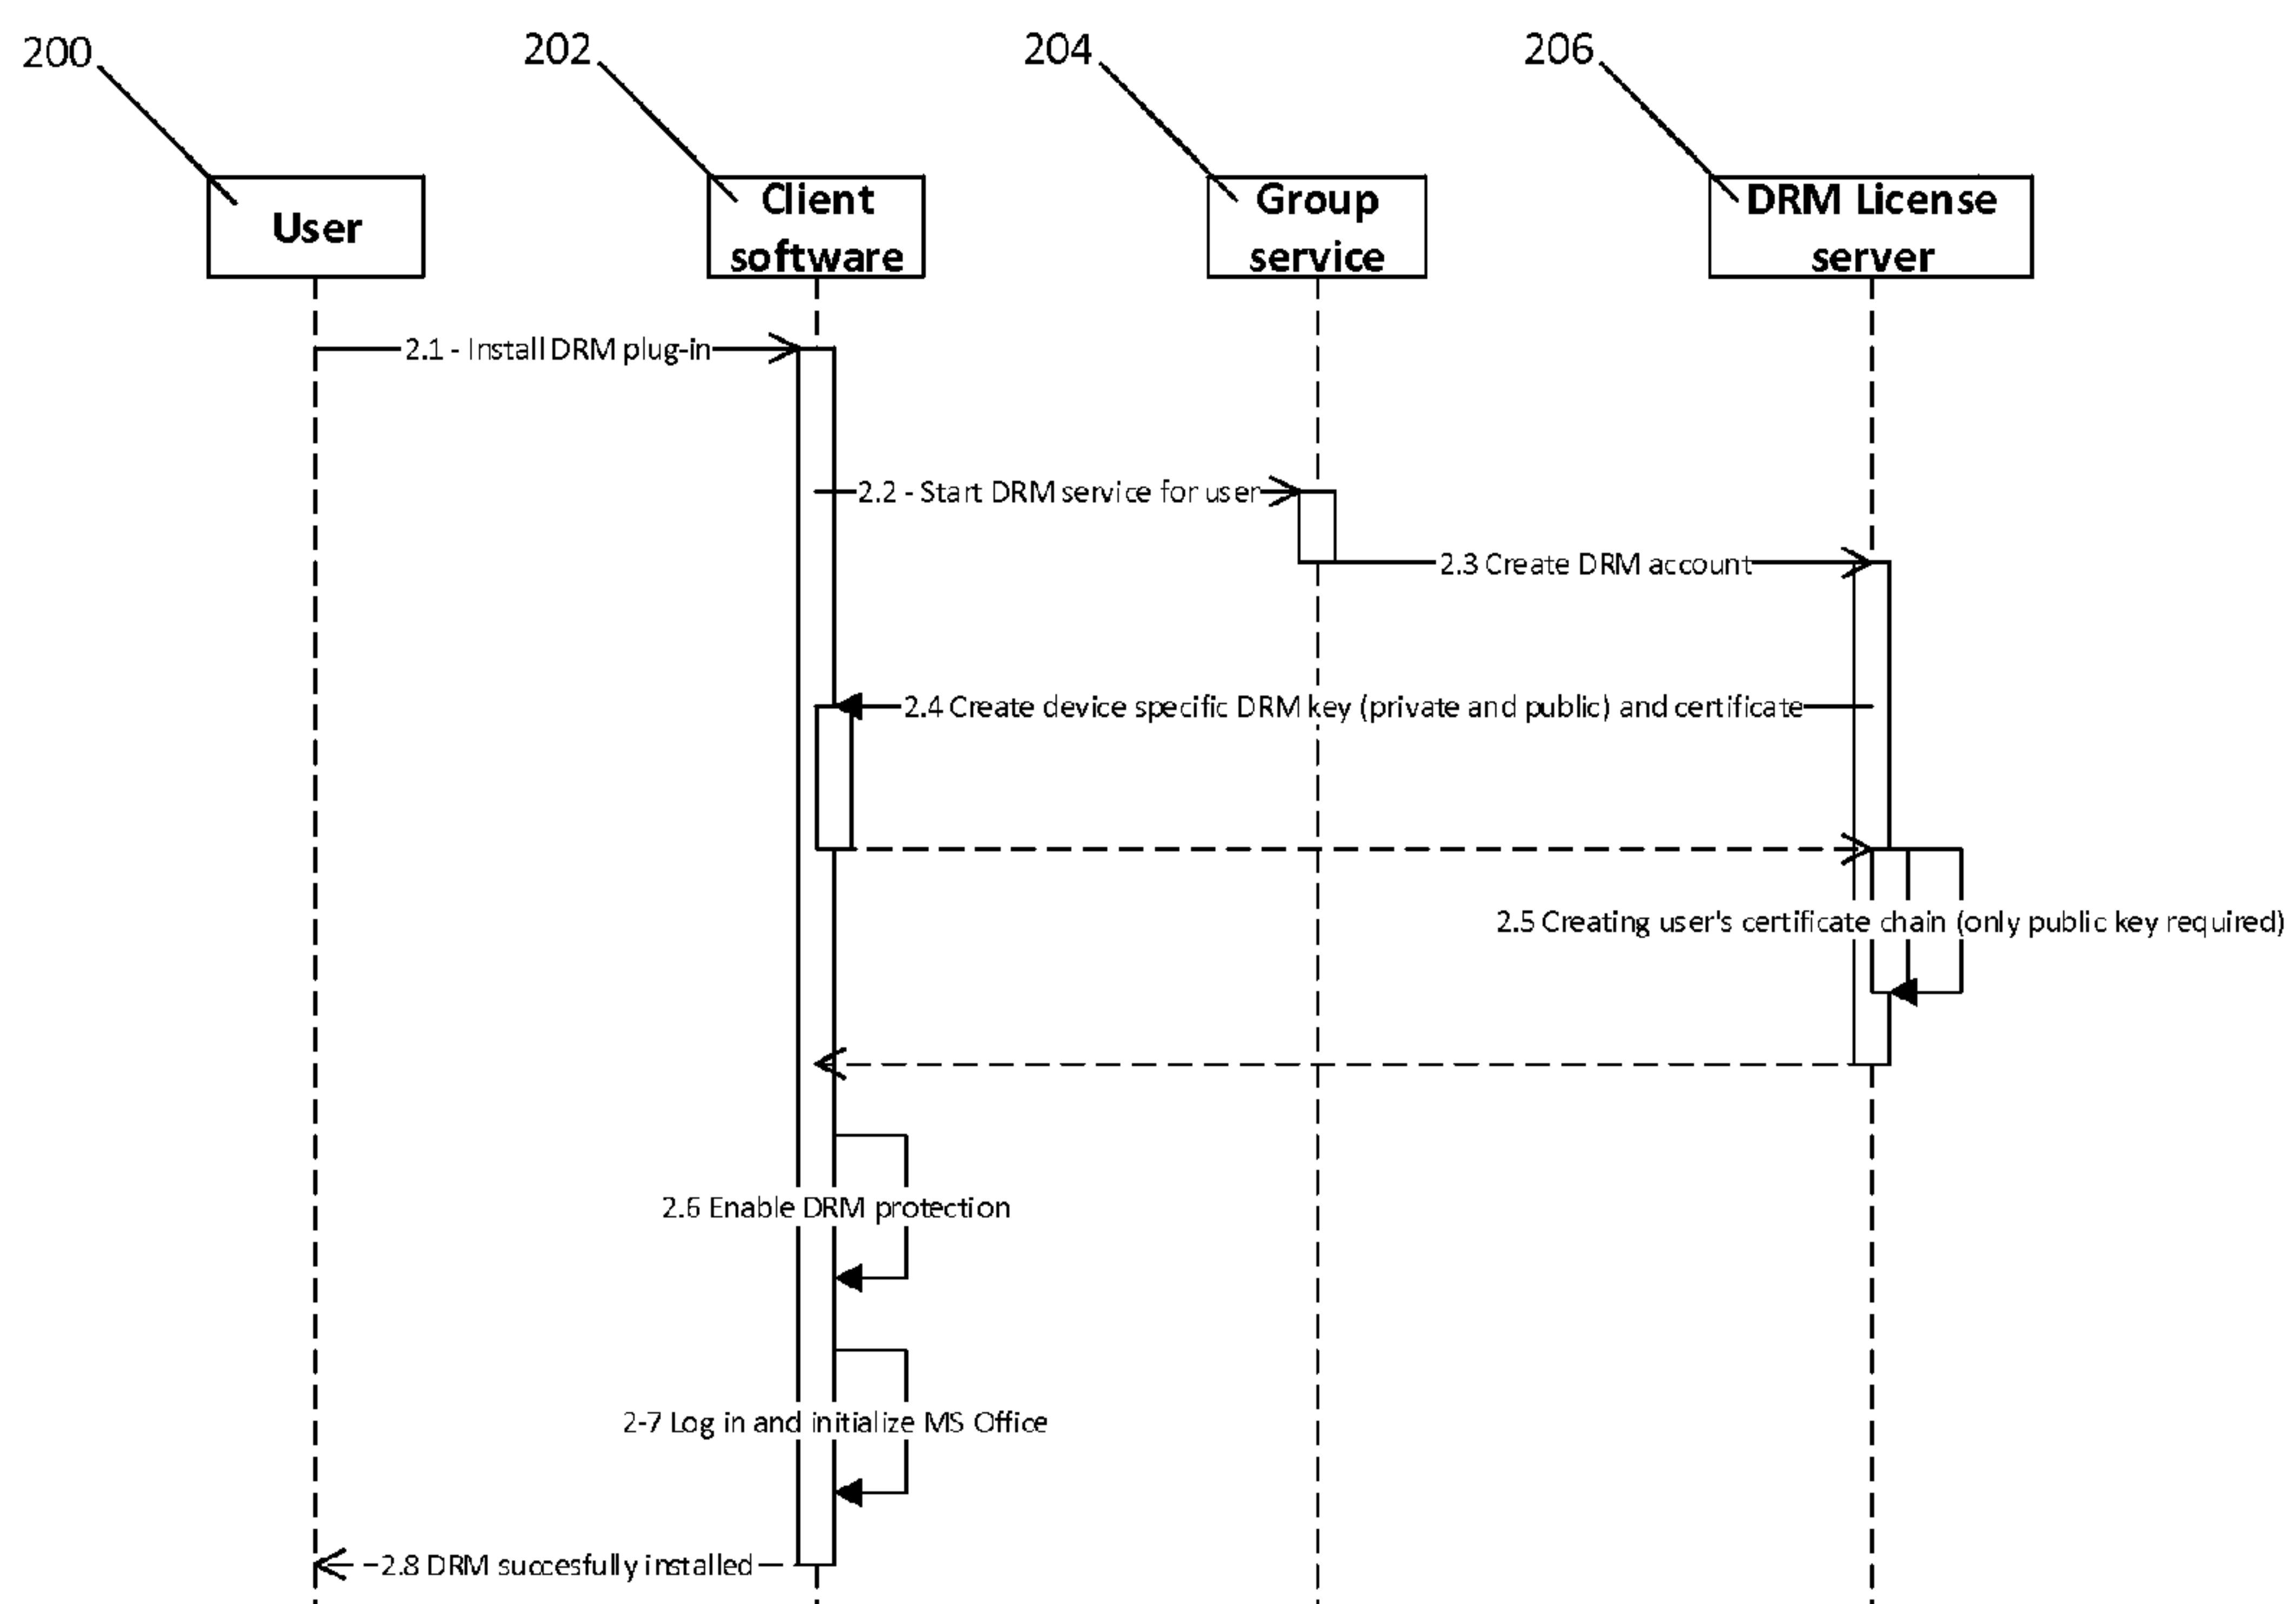 200
202
204
206
User
Client
software
Group
service
DRM License
server
2.1 - Install DRM plug-in
2.2 - Start DRM service for user
2.3 Create DRM account
2.4 Create device specific DRM key (private and public) and certificate
2.5 Creating user's certificate chain (only public key required)
2.6 Enable DRM protection
2-7 Log in and initialize MS Office
2.8 DRM succesfully installed